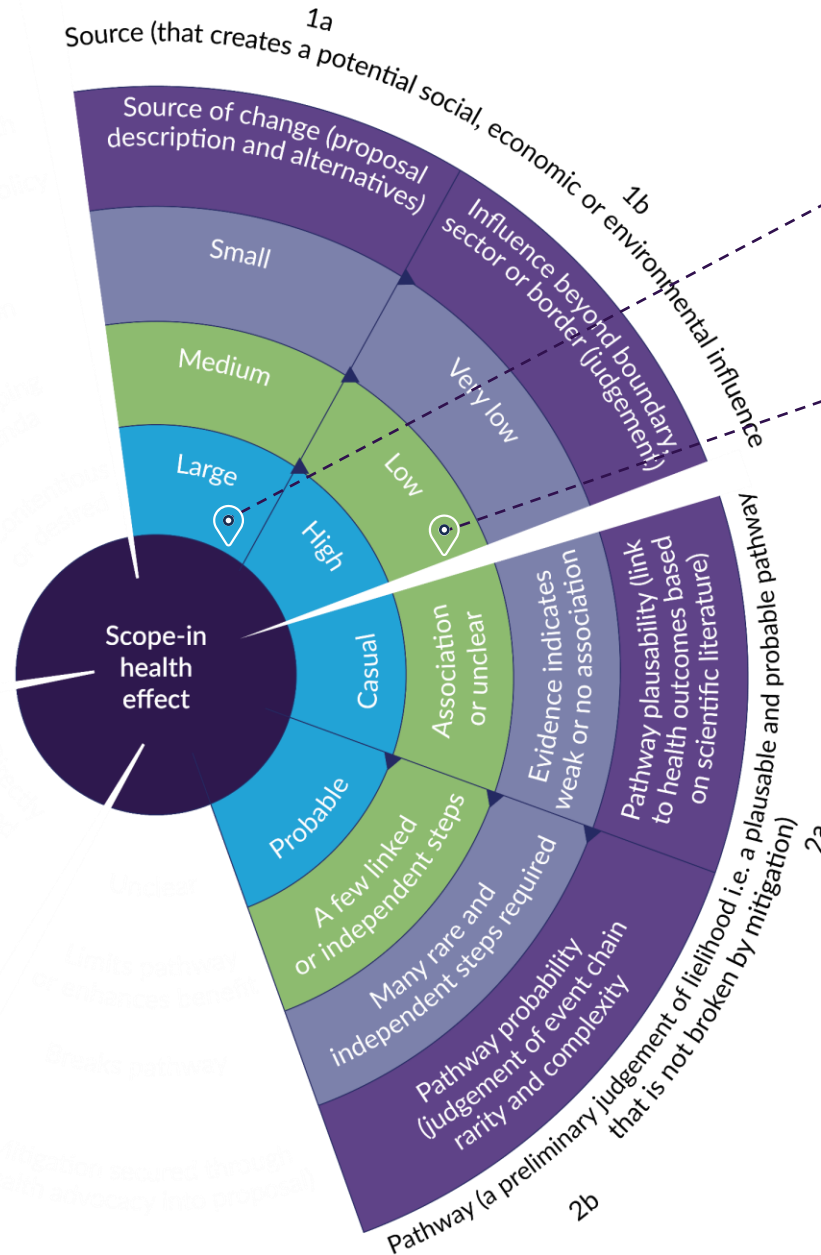 1a
Source (that creates a potential social, economic or environmental influence
1b
Source of change (proposal
description and alternatives)
Influence beyond boundary,
sector or border (judgement)
Small
Very low
Medium
Low
Large
High
Scope-in
health
effect
Casual
Association
or unclear
Evidence indicates
weak or no association
Pathway plausability (link
to health outcomes based
on scientific literature)
Probable
A few linked
or independent steps
Many rare and
independent steps required
Pathway probability
(judgement of event chain
rarity and complexity
Pathway (a preliminary judgement of lielihood i.e. a plausable and probable pathway
that is not broken by mitigation)
2a
2b